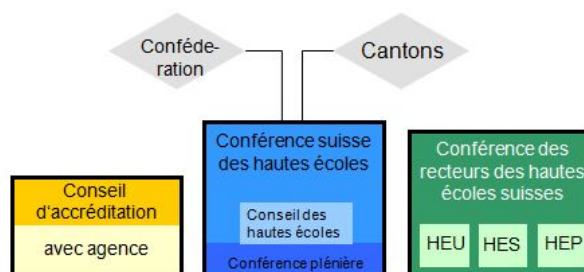 Conféde-
ration
Cantons
Conférence suisse
des hautes écoles
Conseil des
hautes écoles
Conférence plénière
Conseil
d'accréditation
avec agence
Conférence des
recteurs des hautes
écoles suisses
HEU
HES
HEP